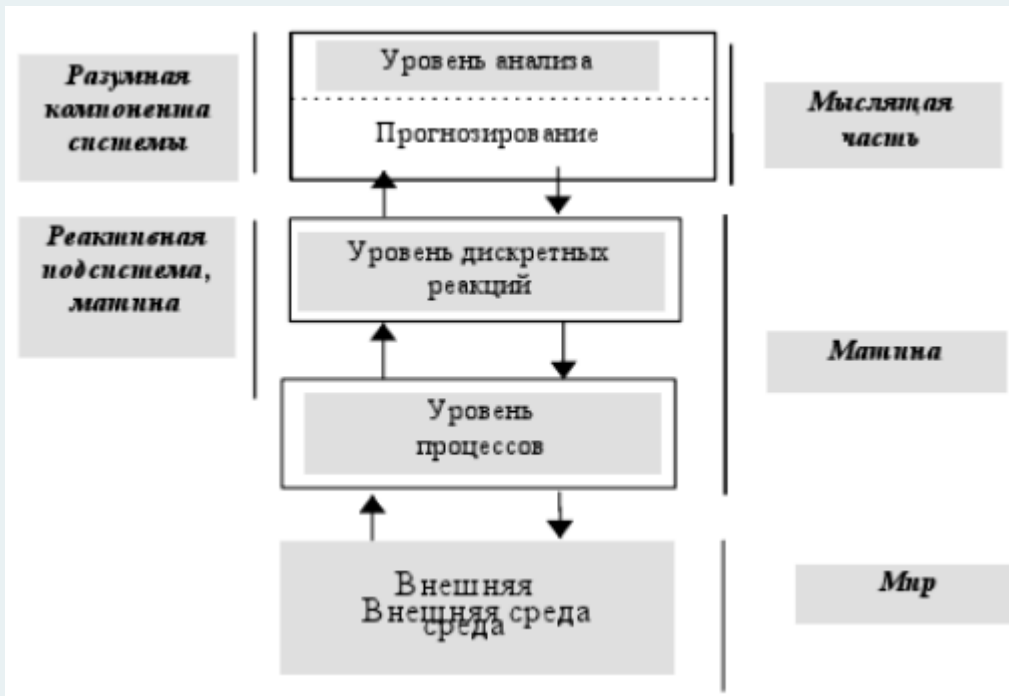 Разумная
компонента
системы
Уровень анализа
Прогнозирование
Мыслящая
часть
Реактивная
подсистема,
машина
Уровень дискретных
реакций
Машина
Уровень
процессов
Внешняя
Внешняя среда
среда
Мир